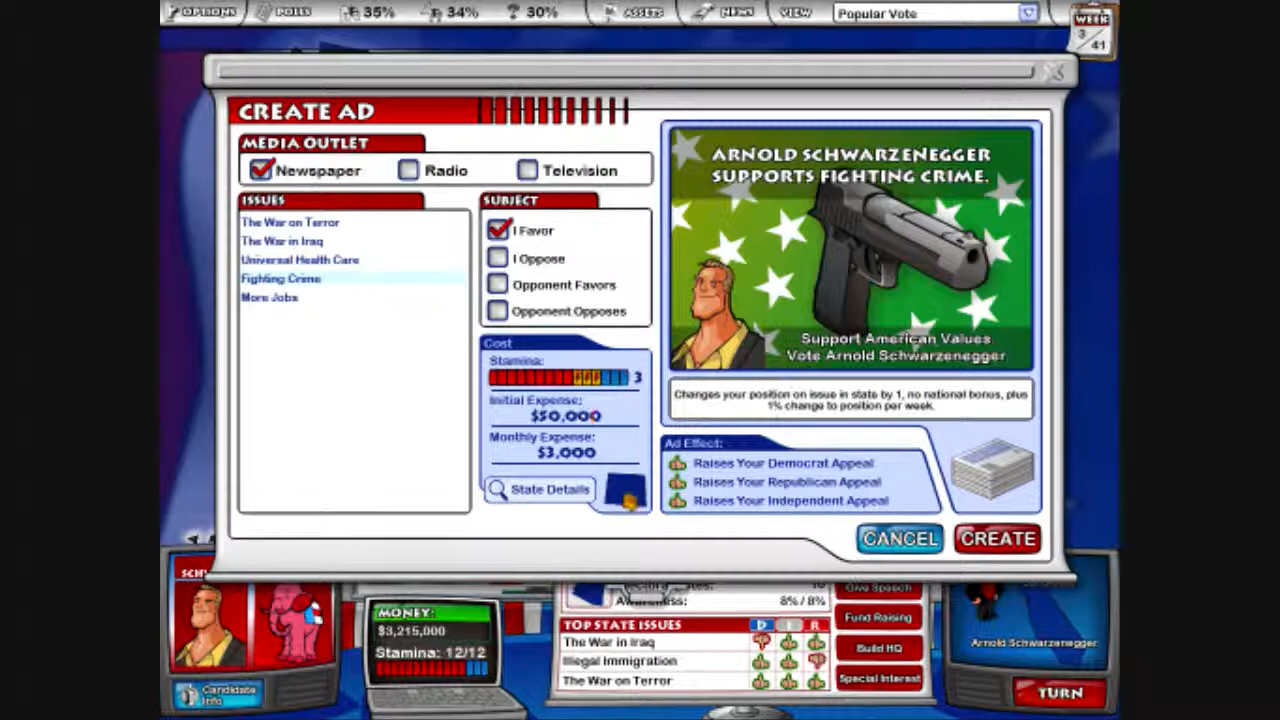 OPTIONS POLLS 35% 34% 30% ASSETS NEWS VIEW Popular Vote WEEK
3/41
CREATE AD
MEDIA OUTLET
Newspaper Radio Television
ISSUES
The War on Terror
The War in Iraq
Universal Health Care
Fighting Crime
More Jobs
SUBJECT
I Favor
I Oppose
Opponent Favors
Opponent Opposes
Cost
Stamina:
3
Initial Expense:
$50,000
Monthly Expense:
$3,000
State Details
ARNOLD SCHWARZENEGGER
SUPPORTS FIGHTING CRIME.
Support American Values
Vote Arnold Schwarzenegger
Changes your position on issue in state by 1, no national bonus, plus
1% change to position per week.
Ad Effect:
Raises Your Democrat Appeal
Raises Your Republican Appeal
Raises Your Independent Appeal
CANCEL CREATE
Candidate
Info
MONEY:
$3,215,000
Stamina: 12/12
Awareness: 8% / 8%
TOP STATE ISSUES D I R
The War in Iraq
Illegal Immigration
The War on Terror
Give Speech
Fund Raising
Build HQ
Special Interest
Arnold Schwarzenegger
TURN